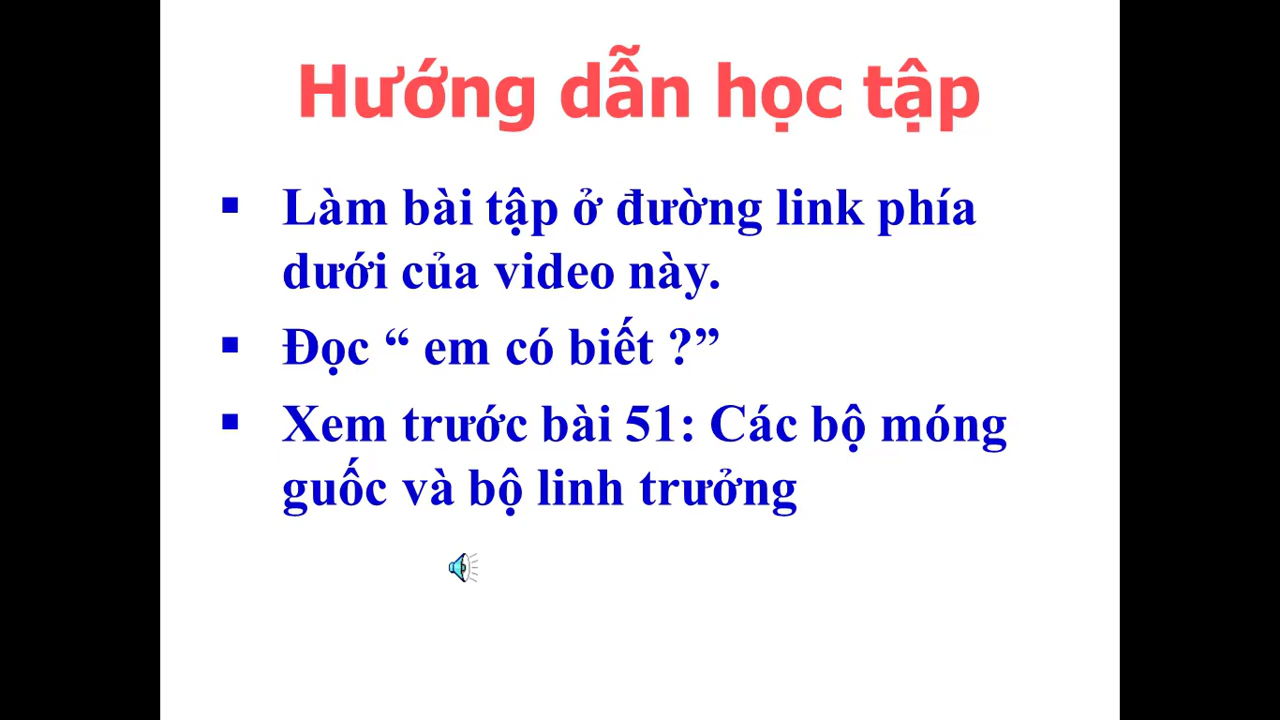 Hướng dẫn học tập
Làm bài tập ở đường link phía
dưới của video này.
Đọc “ em có biết ?”
Xem trước bài 51: Các bộ móng
guốc và bộ linh trưởng